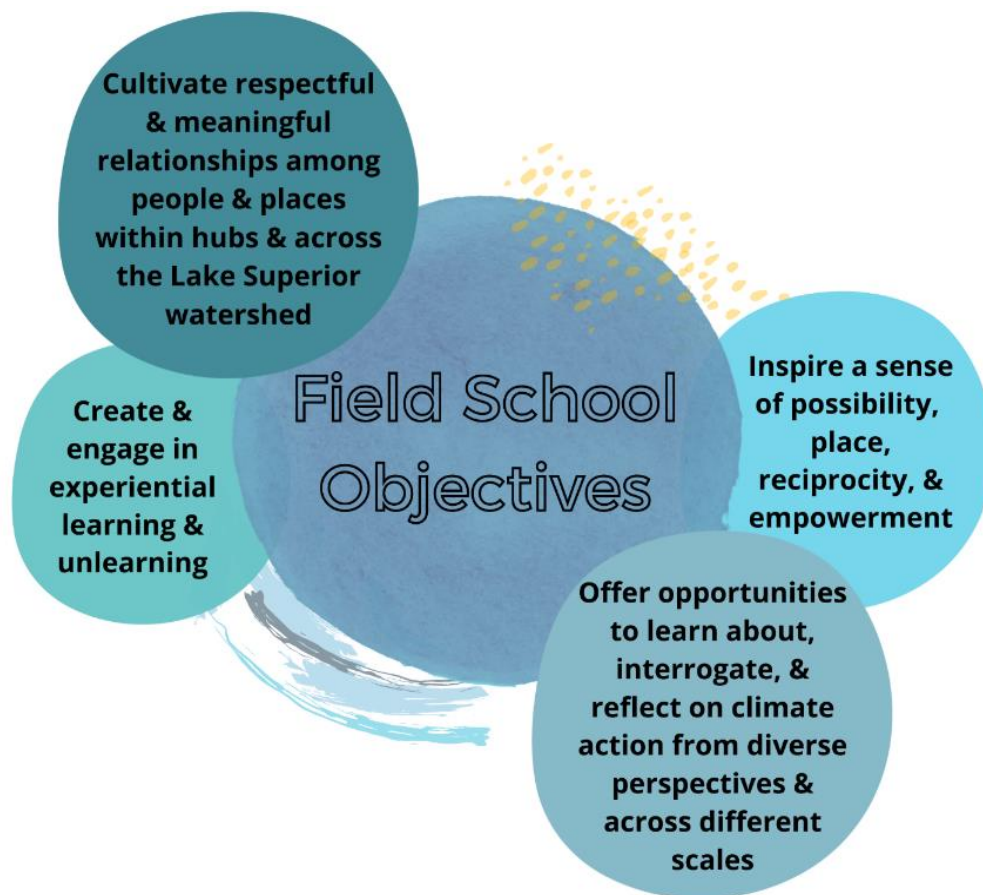 Cultivate respectful
& meaningful
relationships among
people & places
within hubs & across
the Lake Superior
watershed
Field School
Objectives
Create &
engage in
experiential
learning &
unlearning
Inspire a sense
of possibility,
place,
reciprocity, &
empowerment
Offer opportunities
to learn about,
interrogate, &
reflect on climate
action from diverse
perspectives &
across different
scales